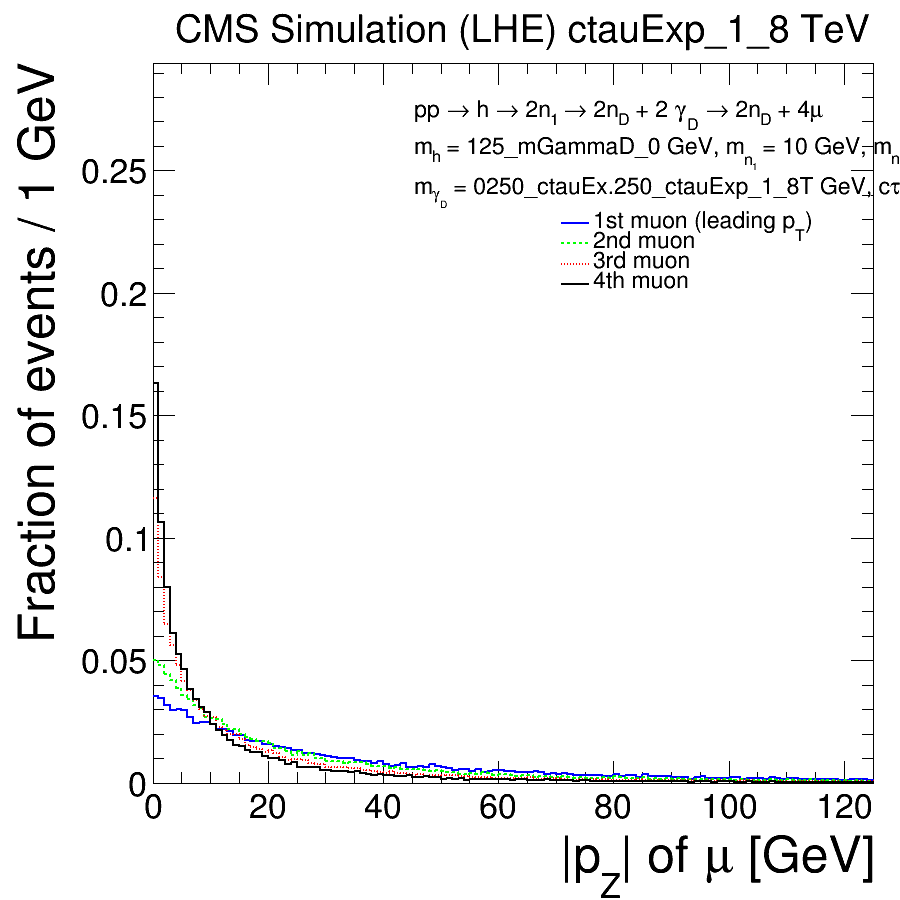 CMS Simulation (LHE) ctauExp_1_8 TeV
pp → h → 2n1 → 2nD + 2 γD → 2nD + 4μ
mh = 125_mGammaD_0 GeV, mn1 = 10 GeV, mn
mγD = 0250_ctauEx.250_ctauExp_1_8T GeV, cτ
1st muon (leading pT)
2nd muon
3rd muon
4th muon
Fraction of events / 1 GeV
0.25
0.2
0.15
0.1
0.05
0
0 20 40 60 80 100 120
|pZ| of μ [GeV]